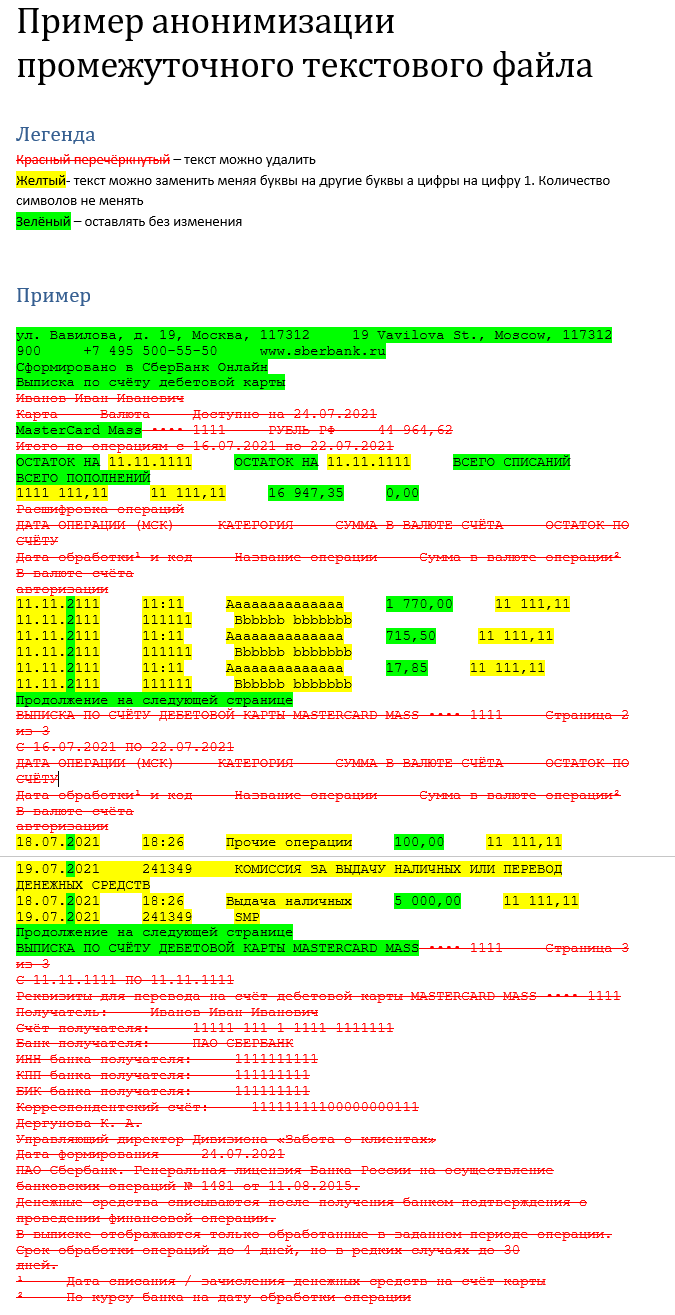 Пример анонимизации
промежуточного текстового файла
Легенда
Красный перечёркнутый – текст можно удалить
Желтый- текст можно заменить меняя буквы на другие буквы а цифры на цифру 1. Количество
символов не менять
Зелёный – оставлять без изменения
Пример
ул. Вавилова, д. 19, Москва, 117312 19 Vavilova St., Moscow, 117312
900 +7 495 500-55-50 www.sberbank.ru
Сформировано в СберБанк Онлайн
Выписка по счёту дебетовой карты
Иванов Иван Иванович
Карта Валюта Доступно на 24.07.2021
MasterCard Mass •••• 1111 РУБЛЬ РФ 44 964,62
Итого по операциям с 16.07.2021 по 22.07.2021
ОСТАТОК НА 11.11.1111 ОСТАТОК НА 11.11.1111 ВСЕГО СПИСАНИЙ
ВСЕГО ПОПОЛНЕНИЙ
1111 111,11 11 111,11 16 947,35 0,00
Расшифровка операций
ДАТА ОПЕРАЦИИ (МСК) КАТЕГОРИЯ СУММА В ВАЛЮТЕ СЧЁТА ОСТАТОК ПО
СЧЁТУ
Дата обработки¹ и код Название операции Сумма в валюте операции²
В валюте счёта
авторизации
11.11.2111 11:11 Aaaaaaaaaaaaaa 1 770,00 11 111,11
11.11.2111 111111 Bbbbbb bbbbbbb
11.11.2111 11:11 Aaaaaaaaaaaaaa 715,50 11 111,11
11.11.2111 111111 Bbbbbb bbbbbbb
11.11.2111 11:11 Aaaaaaaaaaaaaa 17,85 11 111,11
11.11.2111 111111 Bbbbbb bbbbbbb
Продолжение на следующей странице
ВЫПИСКА ПО СЧЁТУ ДЕБЕТОВОЙ КАРТЫ MASTERCARD MASS •••• 1111 Страница 2
из 3
С 16.07.2021 ПО 22.07.2021
ДАТА ОПЕРАЦИИ (МСК) КАТЕГОРИЯ СУММА В ВАЛЮТЕ СЧЁТА ОСТАТОК ПО
СЧЁТУ
Дата обработки¹ и код Название операции Сумма в валюте операции²
В валюте счёта
авторизации
18.07.2021 18:26 Прочие операции 100,00 11 111,11
19.07.2021 241349 КОМИССИЯ ЗА ВЫДАЧУ НАЛИЧНЫХ ИЛИ ПЕРЕВОД
ДЕНЕЖНЫХ СРЕДСТВ
18.07.2021 18:26 Выдача наличных 5 000,00 11 111,11
19.07.2021 241349 SMP
Продолжение на следующей странице
ВЫПИСКА ПО СЧЁТУ ДЕБЕТОВОЙ КАРТЫ MASTERCARD MASS •••• 1111 Страница 3
из 3
С 11.11.1111 ПО 11.11.1111
Реквизиты для перевода на счёт дебетовой карты MASTERCARD MASS •••• 1111
Получатель: Иванов Иван Иванович
Счёт получателя: 11111 111 1 1111 1111111
Банк получателя: ПАО СБЕРБАНК
ИНН банка получателя: 1111111111
КПП банка получателя: 111111111
БИК банка получателя: 111111111
Корреспондентский счёт: 11111111100000000111
Дергунова К. А.
Управляющий директор Дивизиона «Забота о клиентах»
Дата формирования 24.07.2021
ПАО Сбербанк. Генеральная лицензия Банка России на осуществление
банковских операций № 1481 от 11.08.2015.
Денежные средства списываются после получения банком подтверждения о
проведении финансовой операции.
В выписке отображаются только обработанные в заданном периоде операции.
Срок обработки операций до 4 дней, но в редких случаях до 30
дней.
¹ Дата списания / зачисления денежных средств на счёт карты
² По курсу банка на дату обработки операции